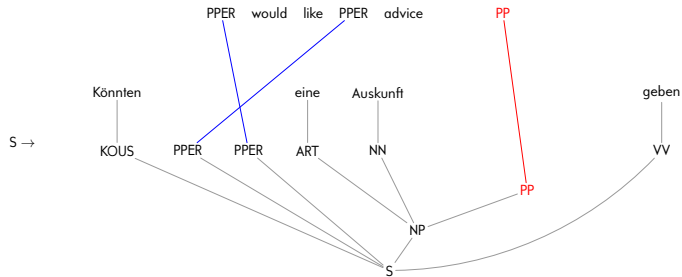 PPER would like PPER advice PP
Könnten eine Auskunft geben
S → KOUS PPER PPER ART NN VV
PP
NP
S